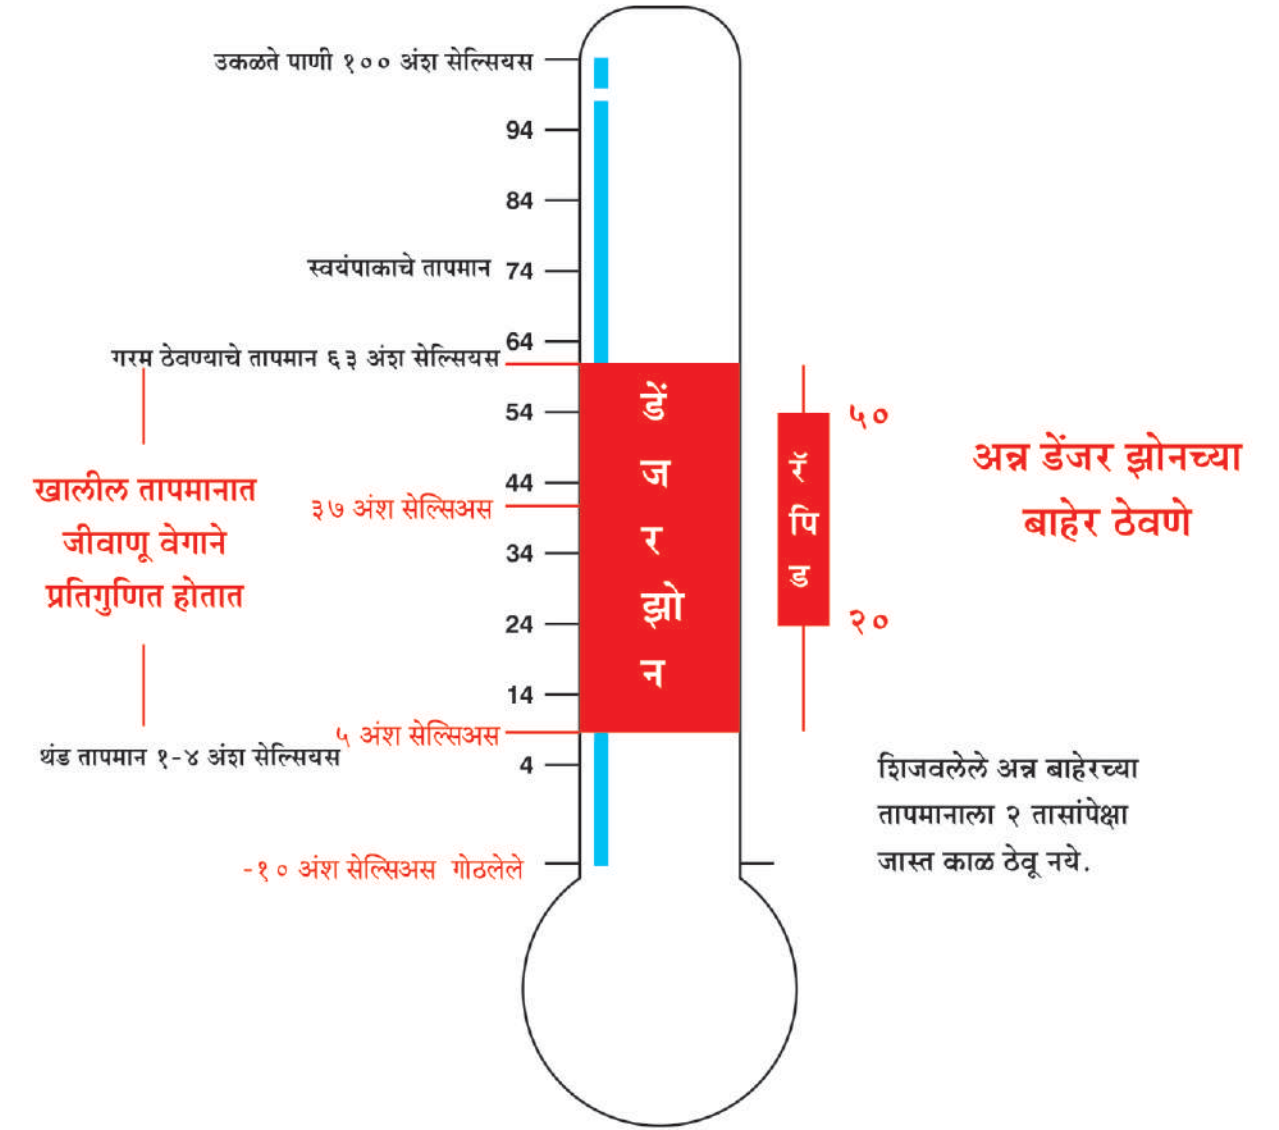 उकळते पाणी १०० अंश सेल्सियस
94
84
स्वयंपाकाचे तापमान 74
64
गरम ठेवण्याचे तापमान ६३ अंश सेल्सियस
54
44
३७ अंश सेल्सिअस
34
24
14
५ अंश सेल्सिअस
थंड तापमान १-४ अंश सेल्सियस
4
-१० अंश सेल्सिअस गोठलेले
खालील तापमानात
जीवाणू वेगाने
प्रतिगुणित होतात
डेंजर झोन
५०
रॅपिड
२०
अन्न डेंजर झोनच्या
बाहेर ठेवणे
शिजवलेले अन्न बाहेरच्या
तापमानाला २ तासांपेक्षा
जास्त काळ ठेवू नये.